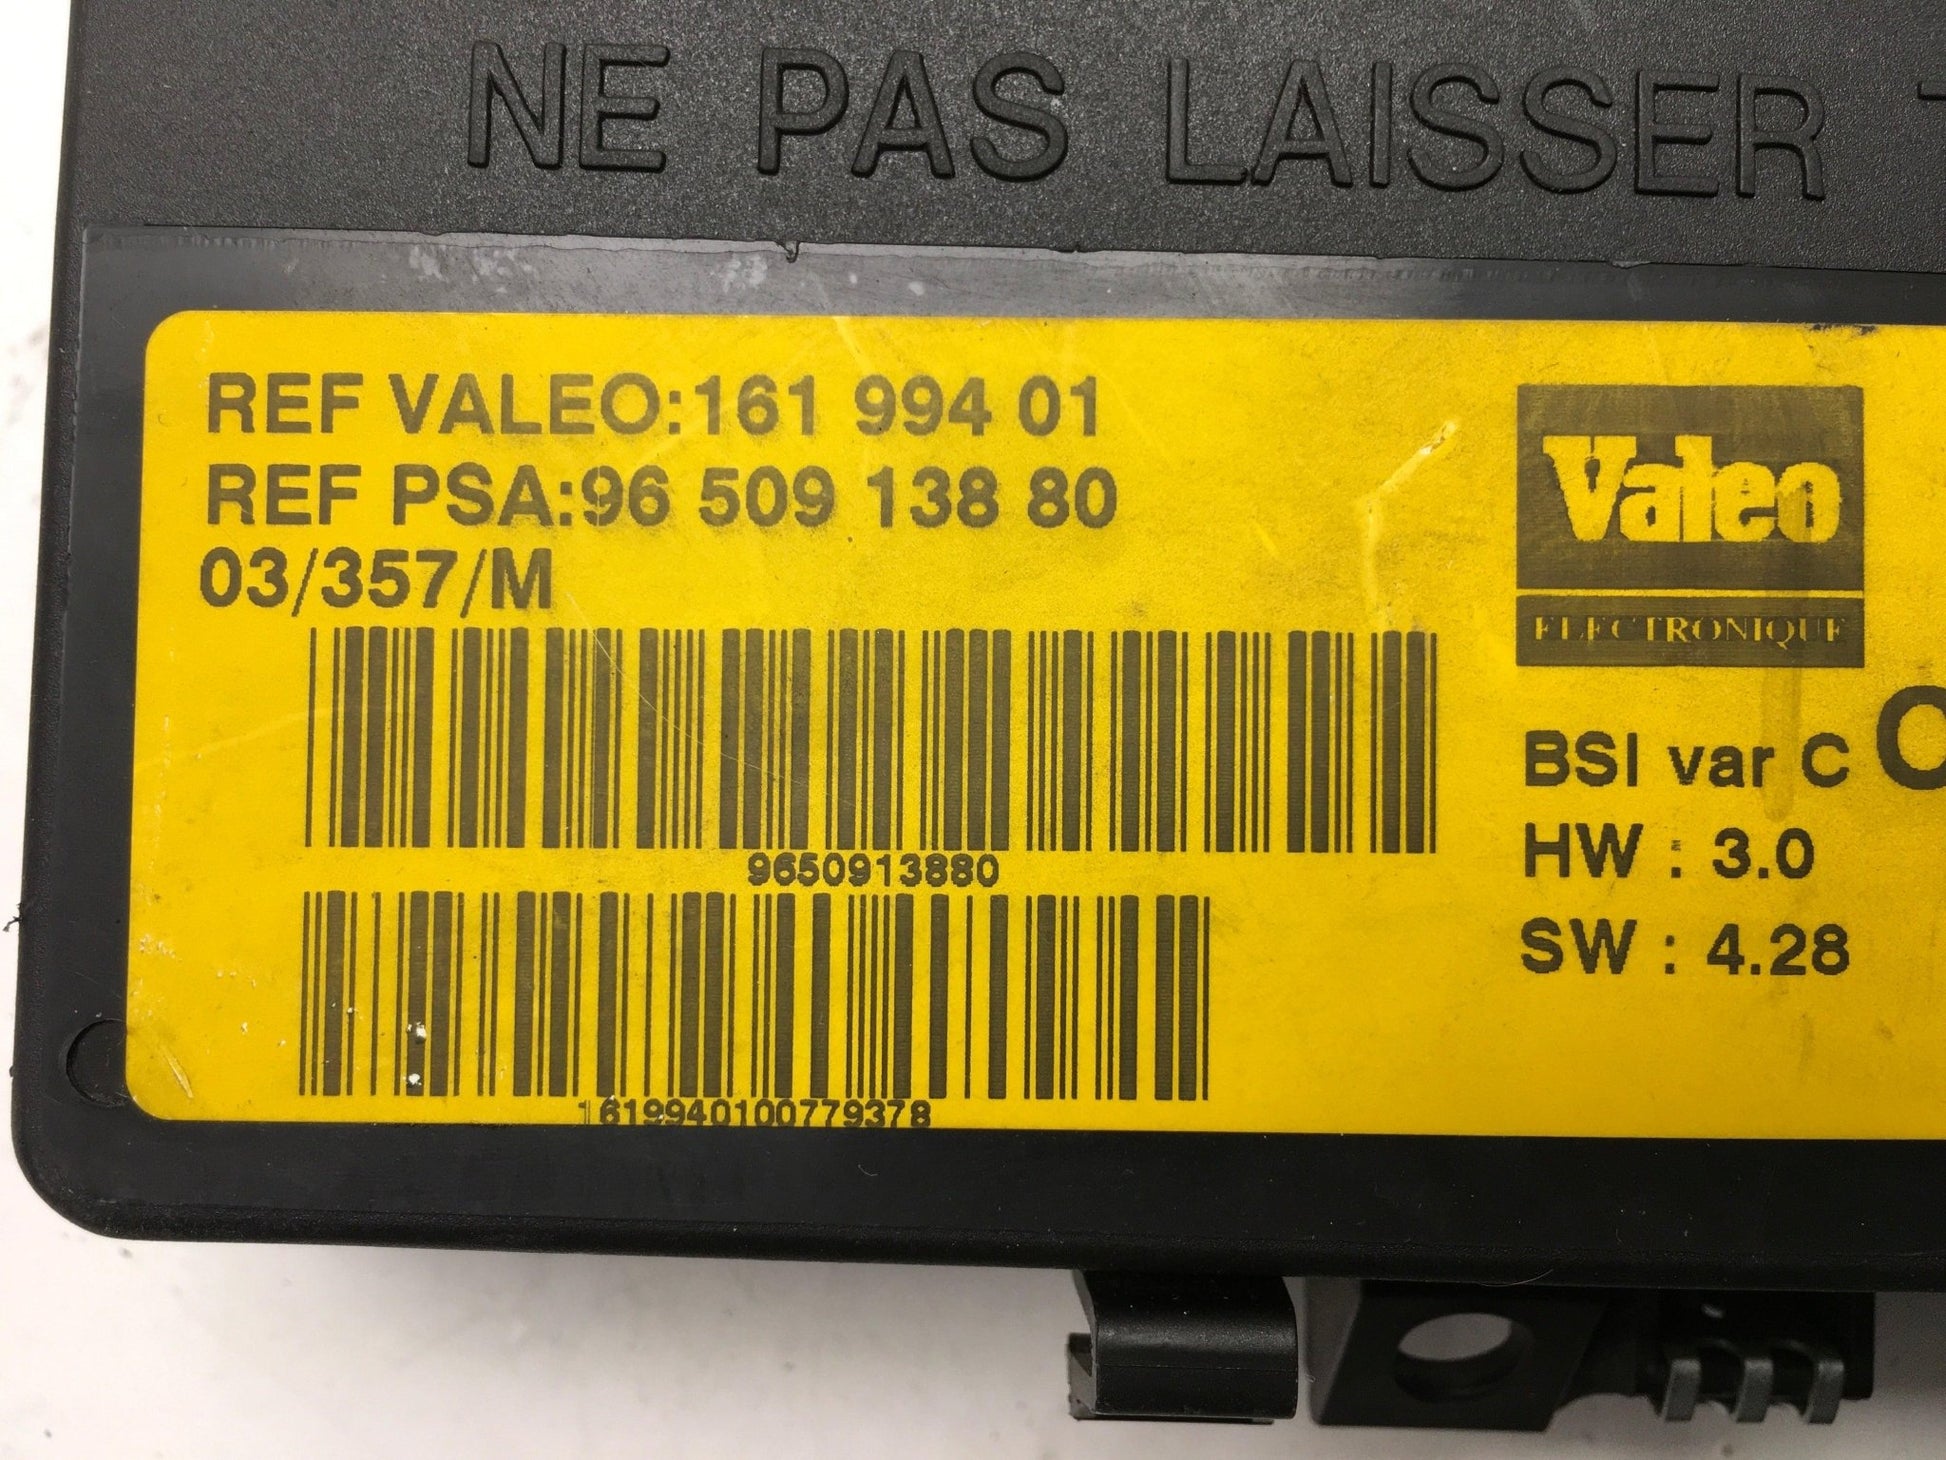 NE PAS LAISSER
REF VALEO:161 994 01
REF PSA:96 509 138 80
03/357/M
9650913880
1619940100779378
Valeo
ELECTRONIQUE
BSI var C
HW : 3.0
SW : 4.28